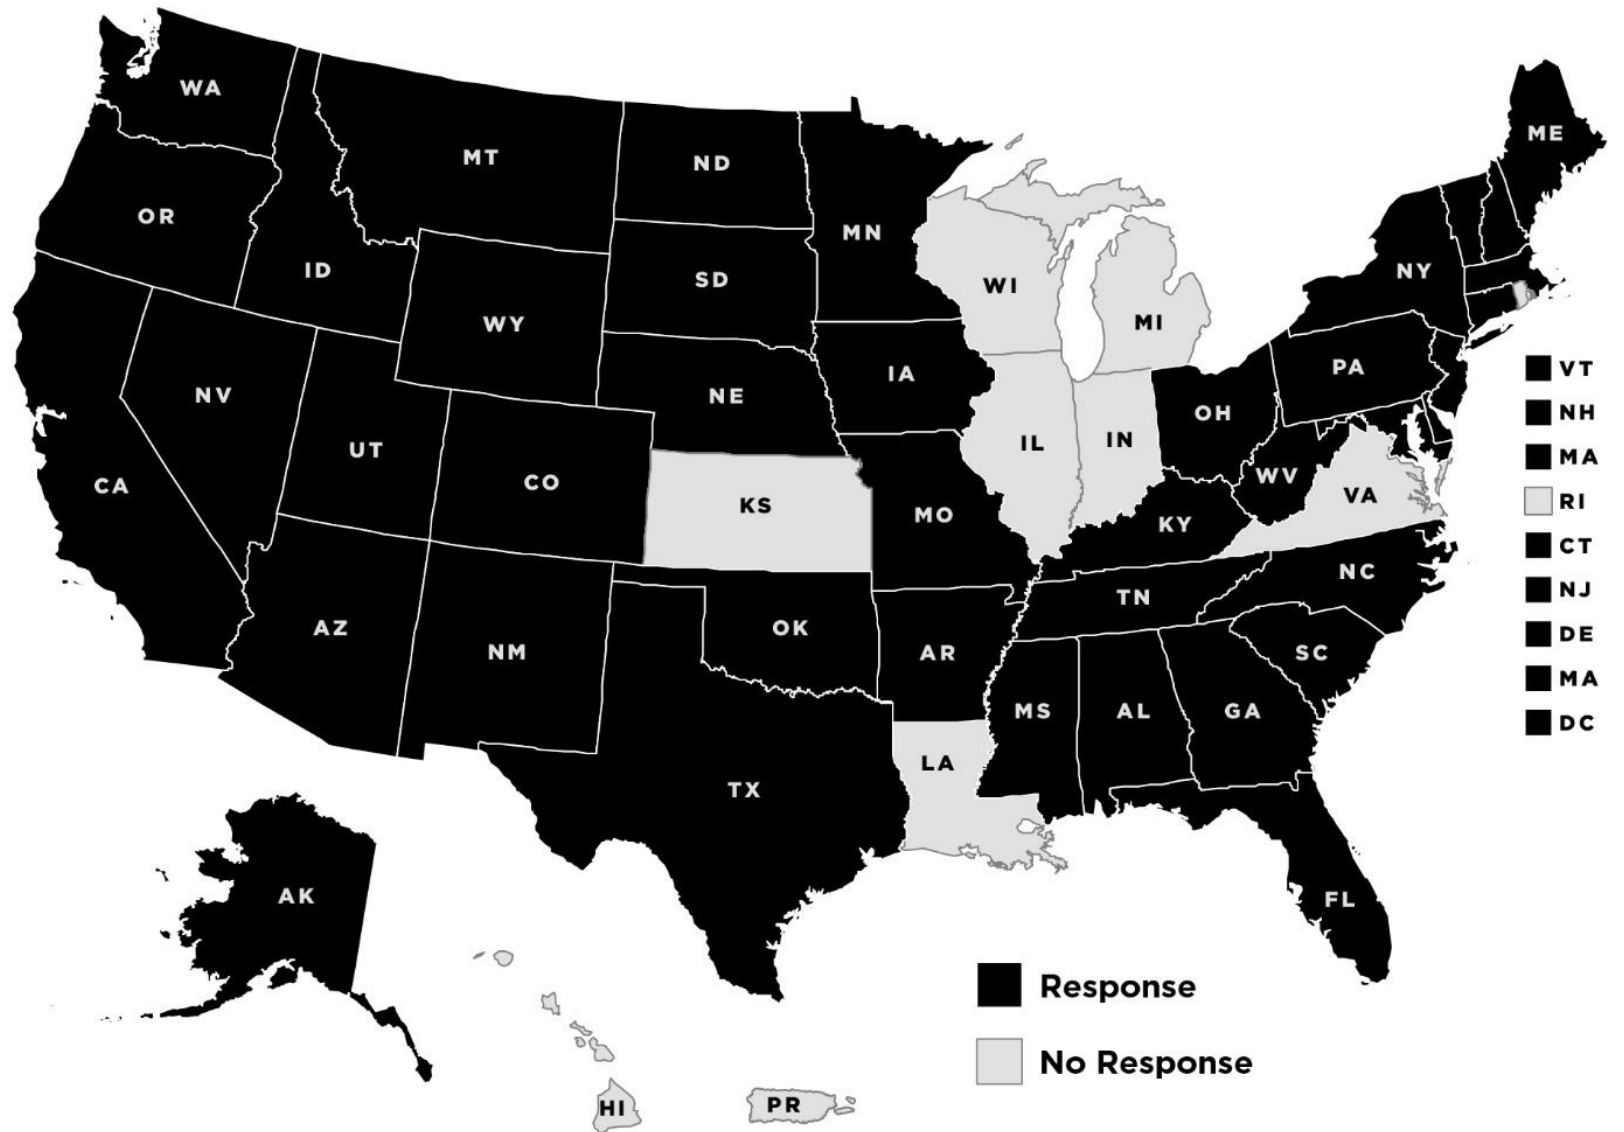 WA
MT
ND
MN
ME
OR
ID
SD
WI
NY
WY
MI
NV
NE
IA
PA
UT
CO
IL
IN
OH
CA
KS
MO
WV
VA
KY
AZ
NM
OK
AR
TN
NC
SC
MS
AL
GA
TX
LA
FL
AK
HI
PR
VT
NH
MA
RI
CT
NJ
DE
MA
DC
Response
No Response